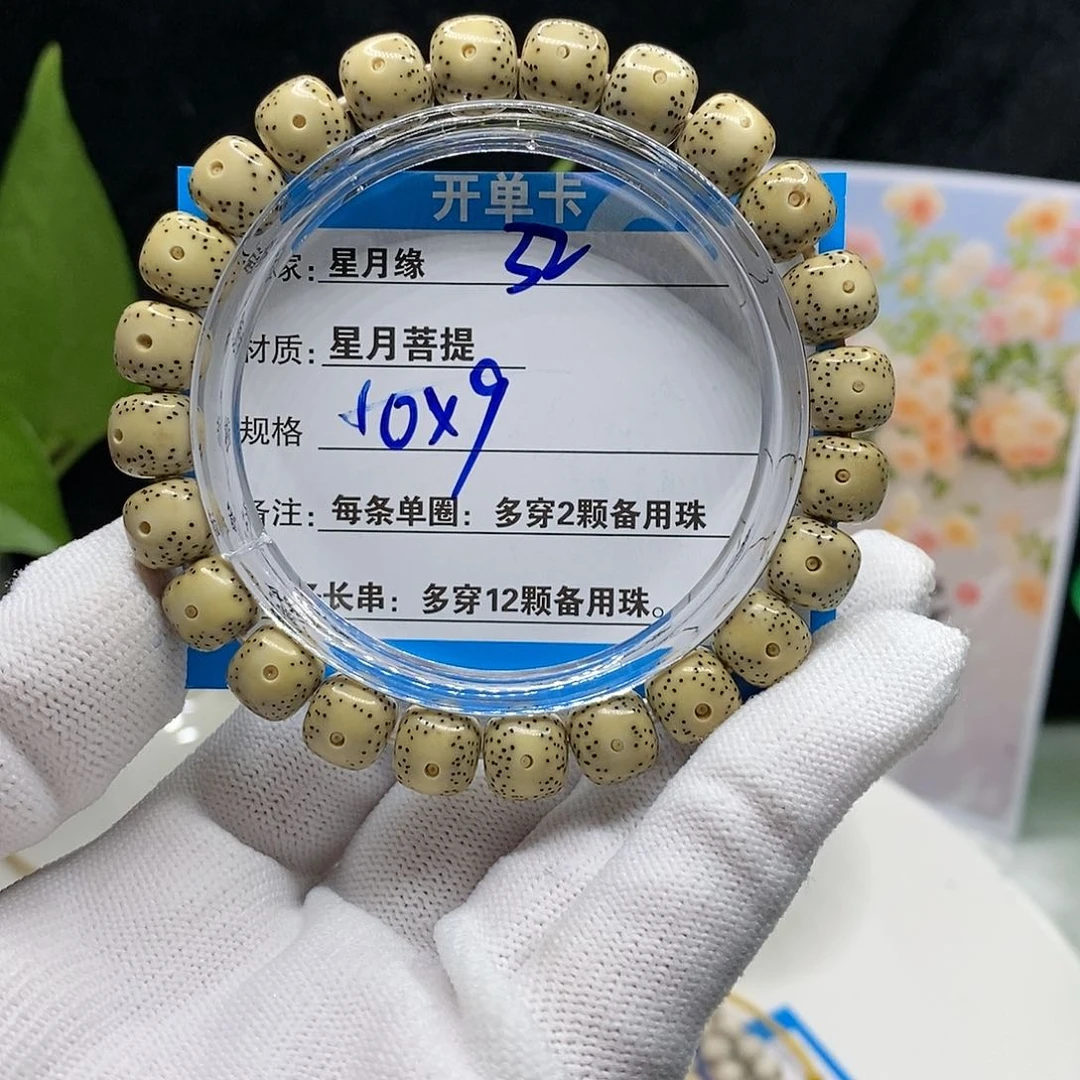 开单卡
家：星月缘 32
材质：星月菩提
规格 10x9
备注：每条单圈：多穿2颗备用珠
长串：多穿12颗备用珠。